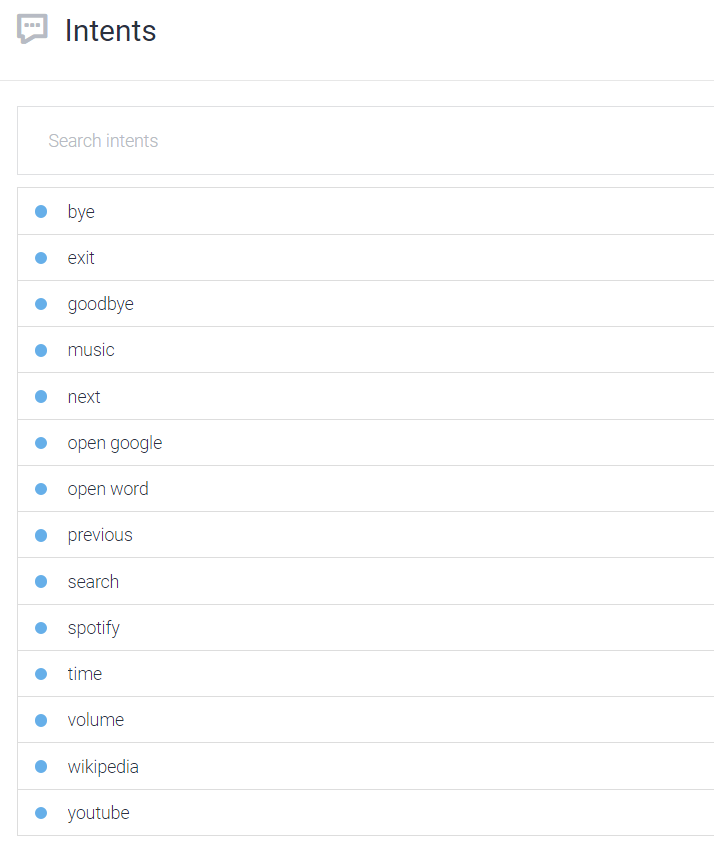 Intents
Search intents
bye
exit
goodbye
music
next
open google
open word
previous
search
spotify
time
volume
wikipedia
youtube